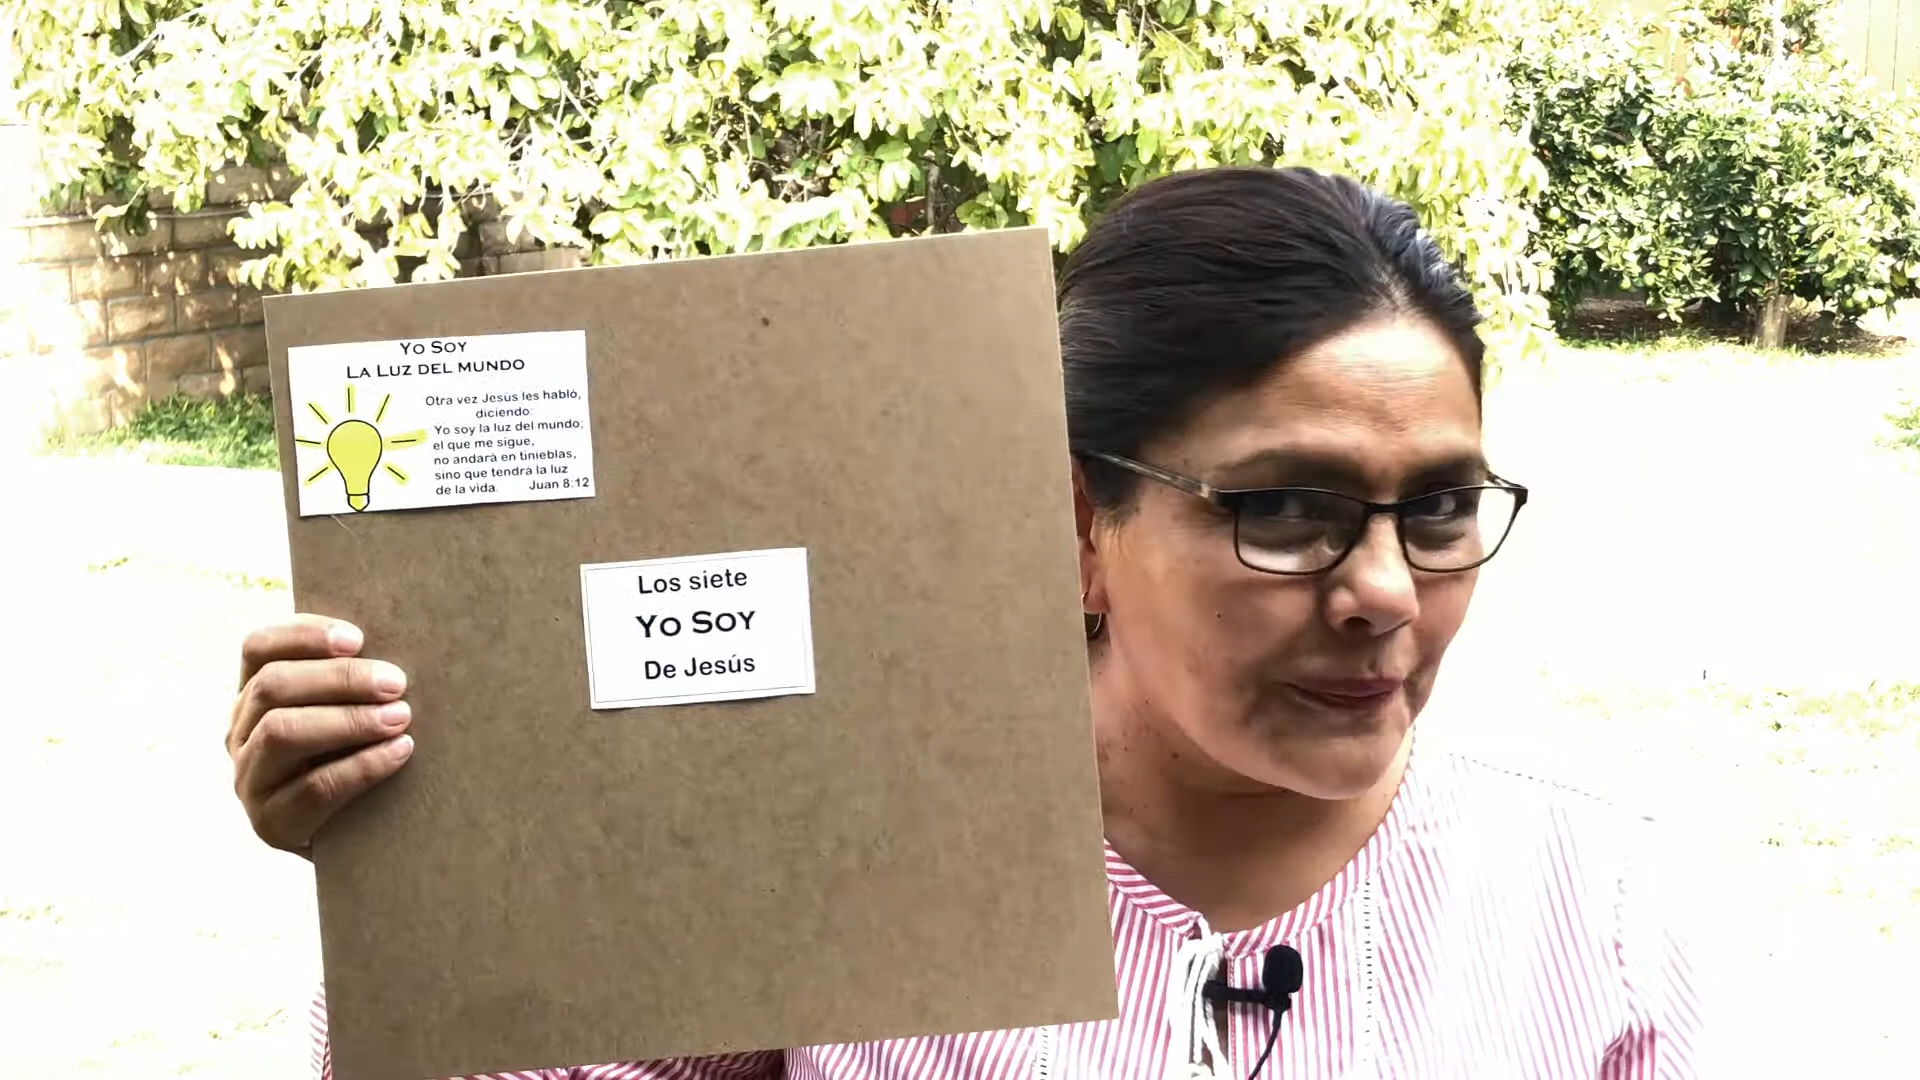 Yo Soy
La Luz del mundo
Otra vez Jesús les habló,
diciendo:
Yo soy la luz del mundo;
el que me sigue,
no andará en tinieblas,
sino que tendrá la luz
de la vida. Juan 8:12
Los siete
Yo Soy
De Jesús